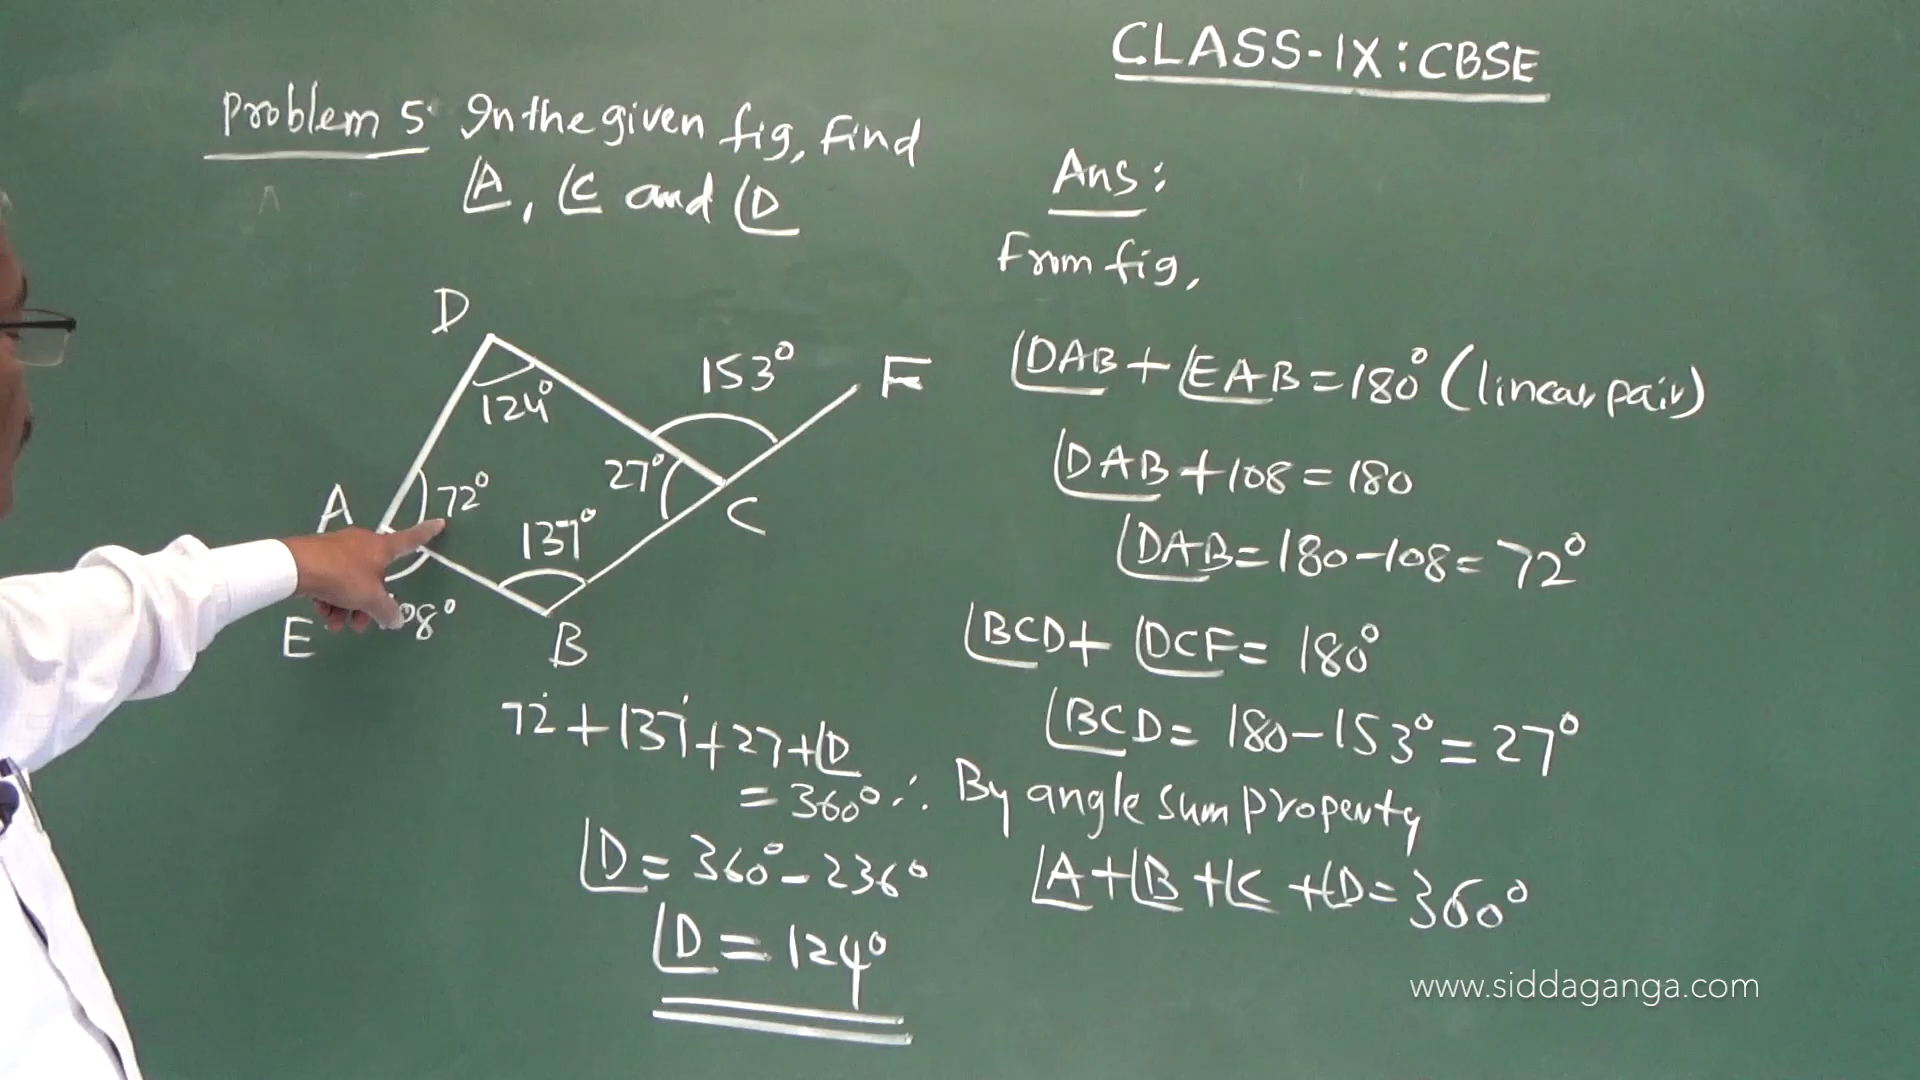 CLASS-IX : CBSE
Problem 5. In the given fig, Find
∠A, ∠C and ∠D
Ans :
From fig,
D
124°
153°
F
A
72°
27°
C
137°
E
B
∠DAB + ∠EAB = 180° (linear pair)
∠DAB + 108 = 180
∠DAB = 180 - 108 = 72°
∠BCD + ∠DCF = 180°
∠BCD = 180 - 153° = 27°
∴ By angle sum property
∠A + ∠B + ∠C + ∠D = 360°
72° + 137° + 27 + ∠D
= 360°
∠D = 360° - 236°
∠D = 124°
www.siddaganga.com